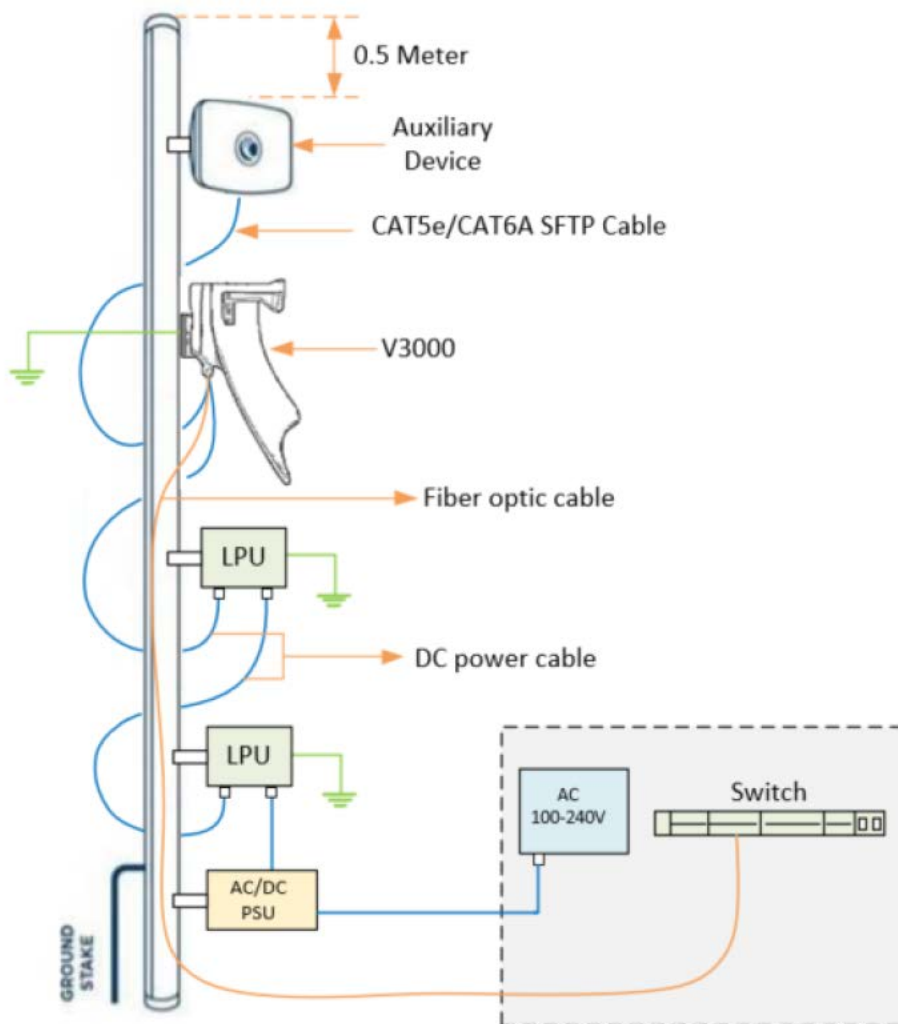 0.5 Meter
Auxiliary
Device
CAT5e/CAT6A SFTP Cable
V3000
Fiber optic cable
LPU
DC power cable
LPU
AC
100-240V
Switch
AC/DC
PSU
GROUND
STAKE